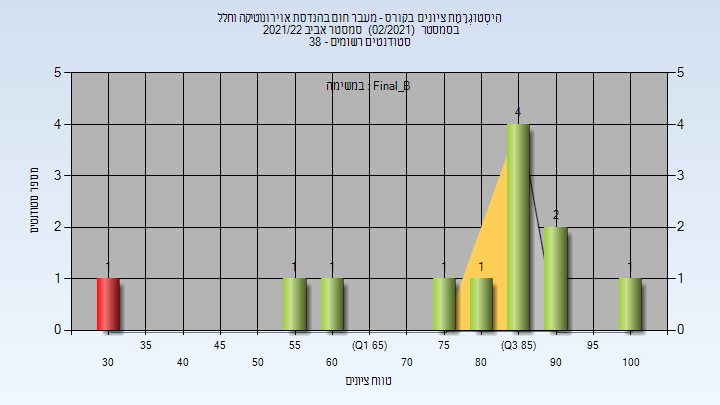 הִיסְטוֹגְרָמַת ציונים בקורס - מעבר חום בהנדסת אוירונוטיקה וחלל
בסמסטר (02/2021) סמסטר אביב 2021/22
סטודנטים רשומים - 38
במשימה : Final_B
מספר סטודנטים
5 5
4 4
3 3
2 2
1 1
0 0
1 1 1 1 1 4 2 1
35 45 55 (Q1 65) 75 (Q3 85) 95
30 40 50 60 70 80 90 100
טווח ציונים